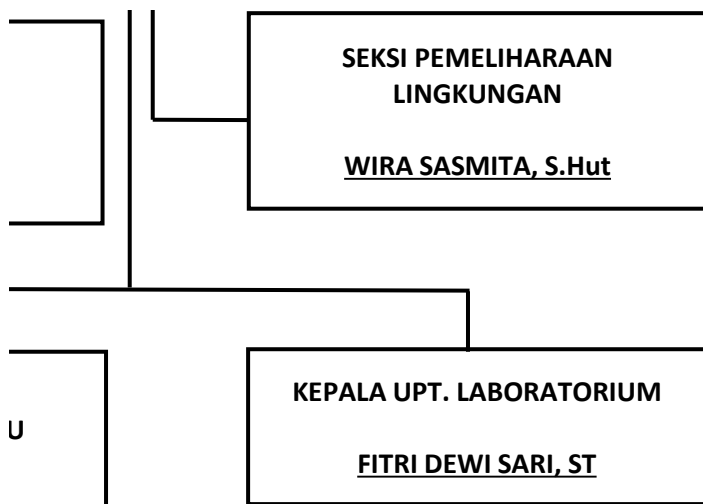 SEKSI PEMELIHARAAN
LINGKUNGAN
WIRA SASMITA, S.Hut
KEPALA UPT. LABORATORIUM
U
FITRI DEWI SARI, ST